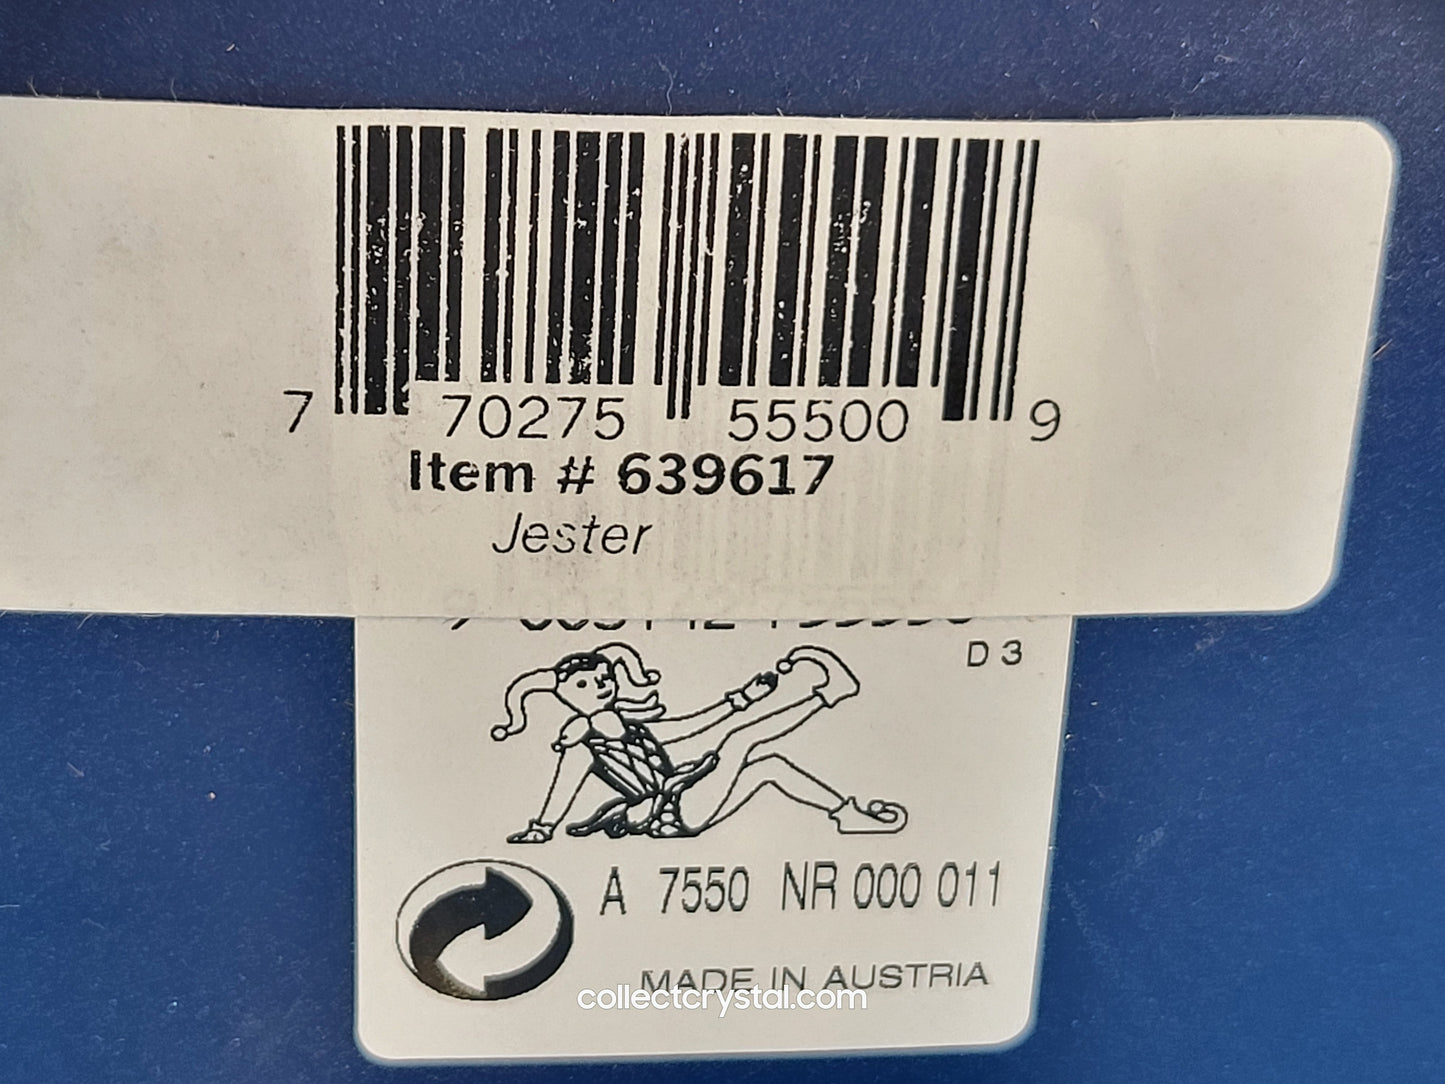 7 70275 55500 9
Item # 639617
Jester
D 3
A 7550 NR 000 011
MADE IN AUSTRIA
collectcrystal.com